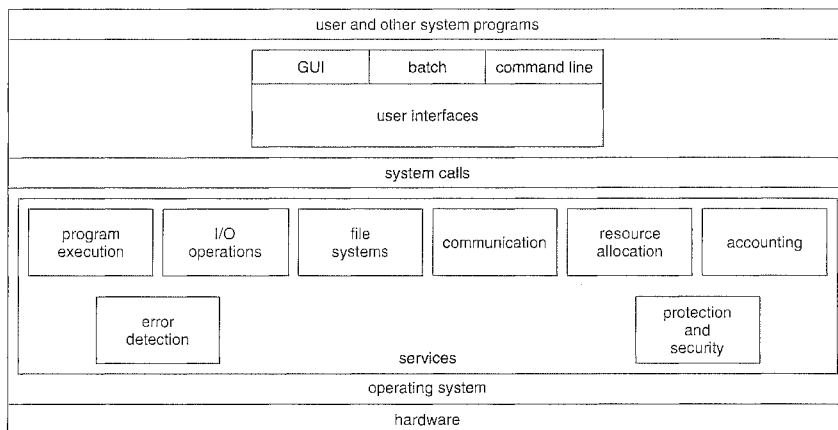 user and other system programs
GUI
batch
command line
user interfaces
system calls
program
execution
I/O
operations
file
systems
communication
resource
allocation
accounting
error
detection
protection
and
security
services
operating system
hardware